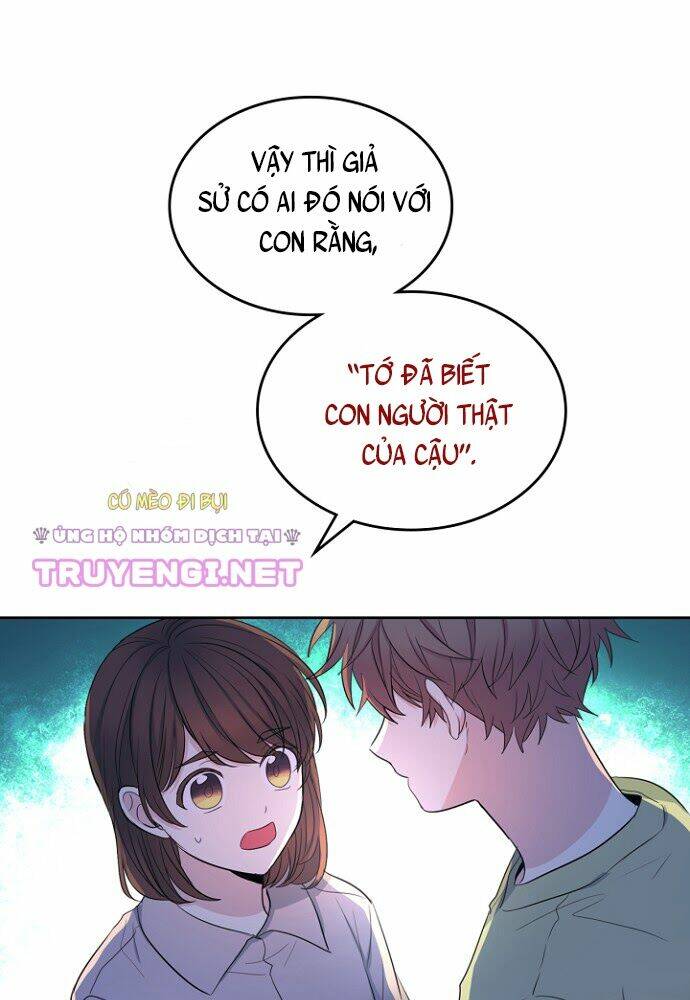 VẬY THÌ GIẢ
SỬ CÓ AI ĐÓ NÓI VỚI
CON RẰNG,
"TỚ ĐÃ BIẾT
CON NGƯỜI THẬT
CỦA CẬU".
CÚ MÈO ĐI BỤI
ỦNG HỘ NHÓM DỊCH TẠI
TRUYENGI.NET